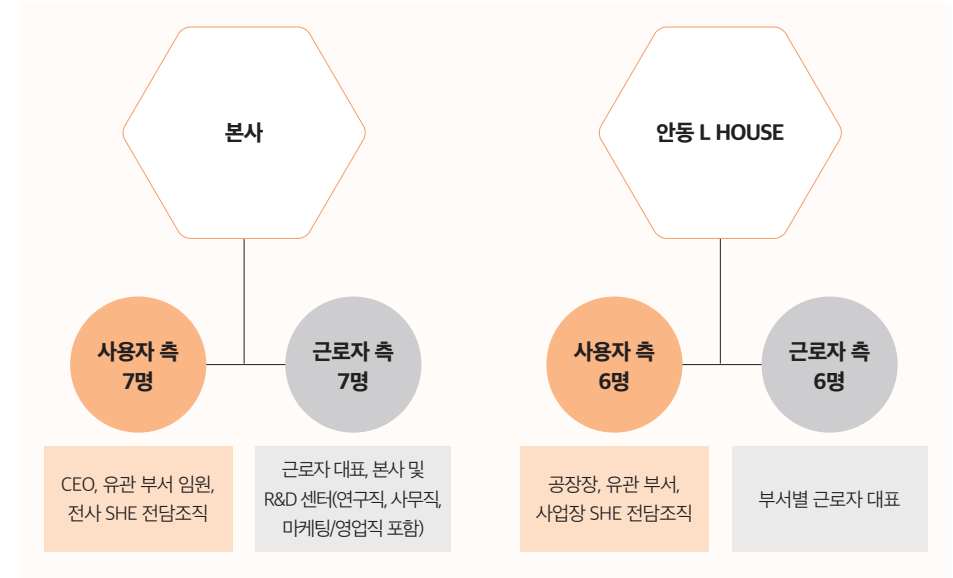 본사
안동 L HOUSE
사용자 측
7명
근로자 측
7명
사용자 측
6명
근로자 측
6명
CEO, 유관 부서 임원,
전사 SHE 전담조직
근로자 대표, 본사 및
R&D 센터(연구직, 사무직,
마케팅/영업직 포함)
공장장, 유관 부서,
사업장 SHE 전담조직
부서별 근로자 대표